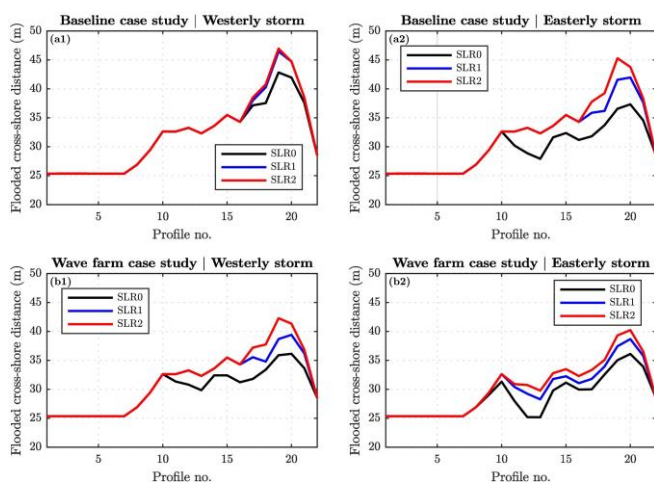 Baseline case study | Westerly storm
(a1)
Flooded cross-shore distance (m)
50
45
40
35
30
25
20
SLR0
SLR1
SLR2
5 10 15 20
Profile no.
Baseline case study | Easterly storm
(a2)
Flooded cross-shore distance (m)
50
45
40
35
30
25
20
SLR0
SLR1
SLR2
5 10 15 20
Profile no.
Wave farm case study | Westerly storm
(b1)
Flooded cross-shore distance (m)
50
45
40
35
30
25
20
SLR0
SLR1
SLR2
5 10 15 20
Profile no.
Wave farm case study | Easterly storm
(b2)
Flooded cross-shore distance (m)
50
45
40
35
30
25
20
SLR0
SLR1
SLR2
5 10 15 20
Profile no.